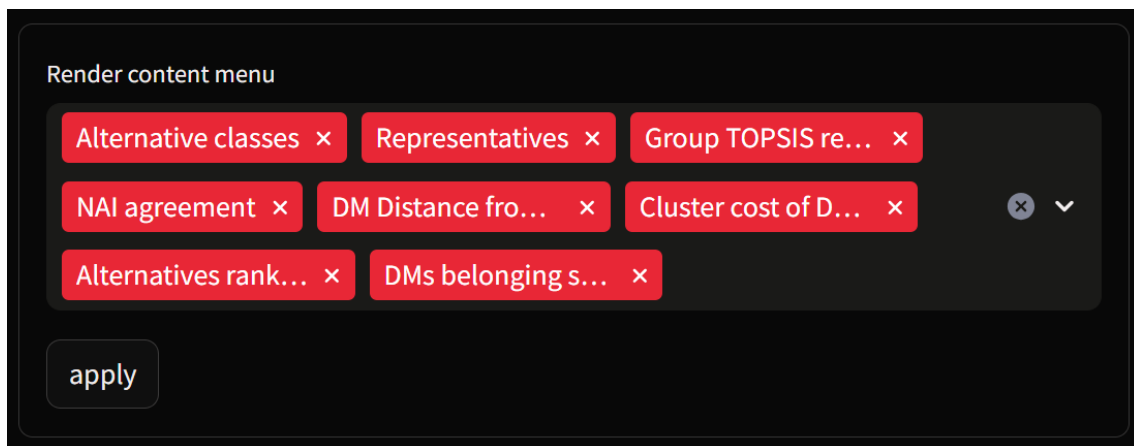 Render content menu
Alternative classes × Representatives × Group TOPSIS re... ×
NAI agreement × DM Distance fro... × Cluster cost of D... ×
Alternatives rank... × DMs belonging s... ×
apply